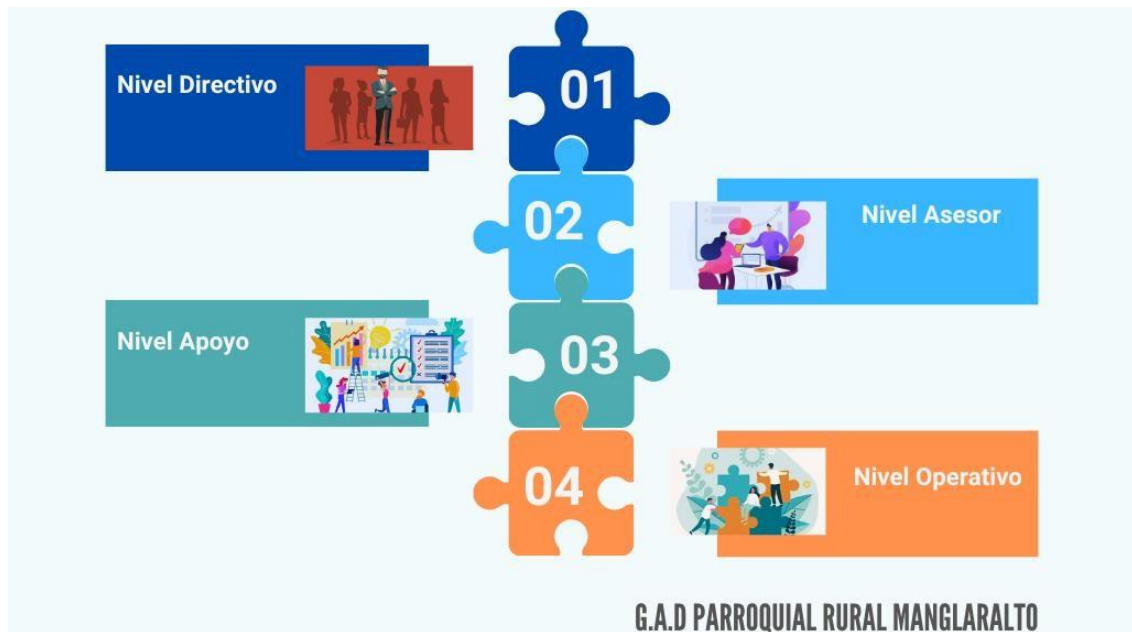 Nivel Directivo
01
02
Nivel Asesor
Nivel Apoyo
03
04
Nivel Operativo
G.A.D PARROQUIAL RURAL MANGLARALTO